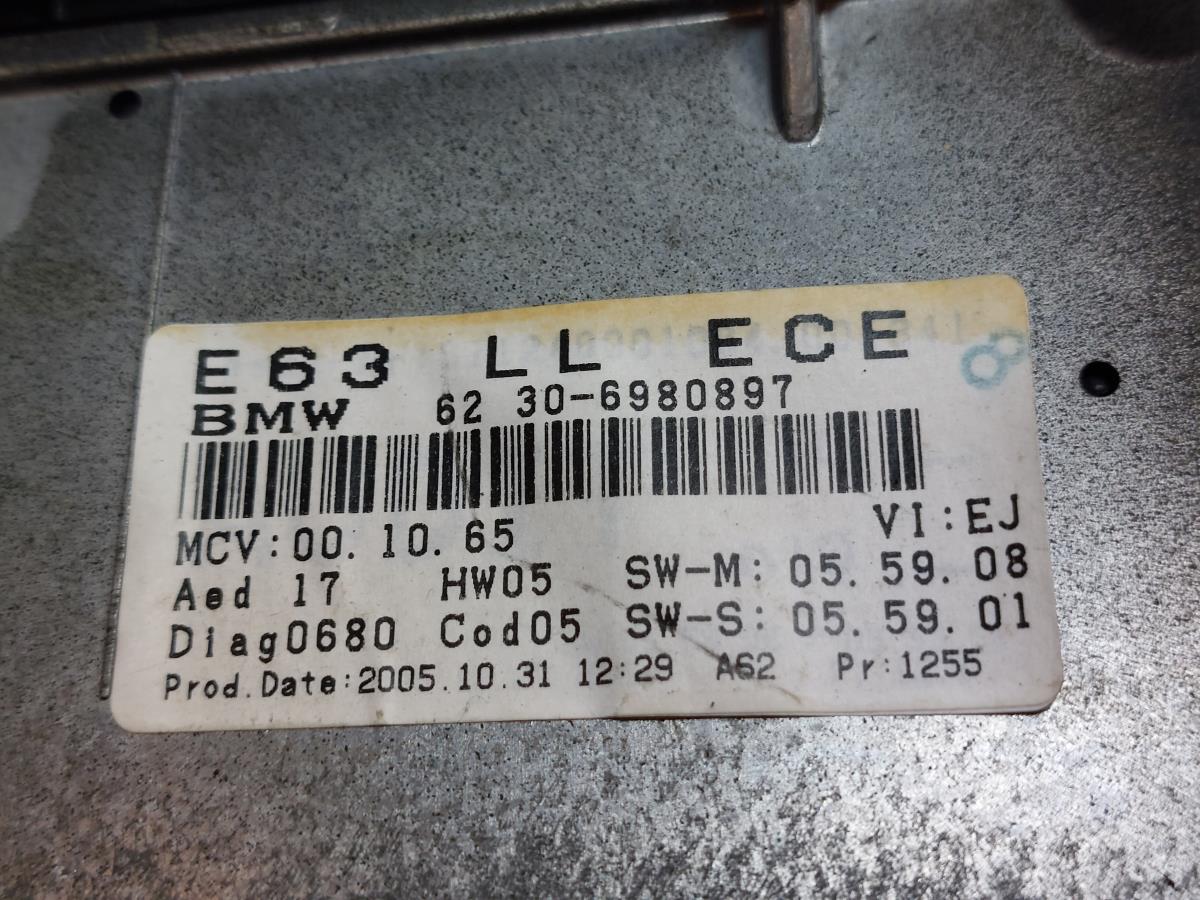 E63 LL ECE
BMW 62 30-6980897
MCV:00.10.65 VI:EJ
Aed 17 HW05 SW-M: 05.59.08
Diag0680 Cod05 SW-S: 05.59.01
Prod.Date:2005.10.31 12:29 A62 Pr:1255